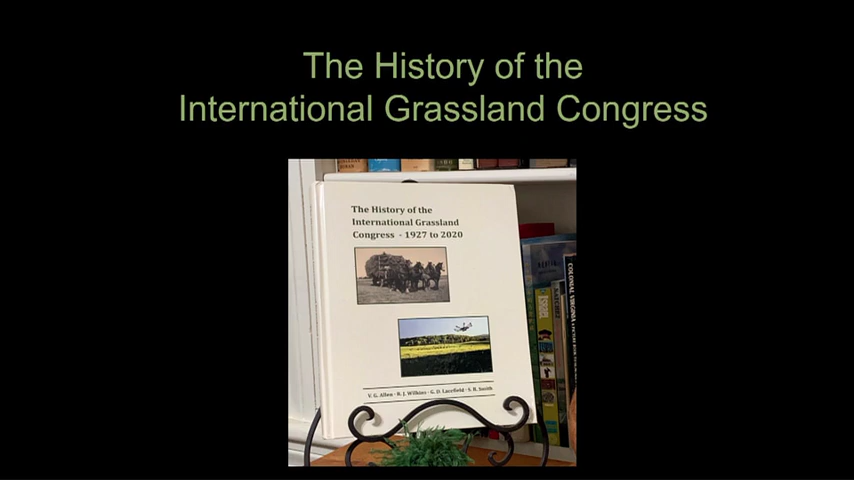 The History of the
International Grassland Congress
The History of the
International Grassland
Congress - 1927 to 2020
V. G. Allen · R. J. Wilkins · G. D. Lacefield · S. R. Smith
COLONIAL VIRGINIA